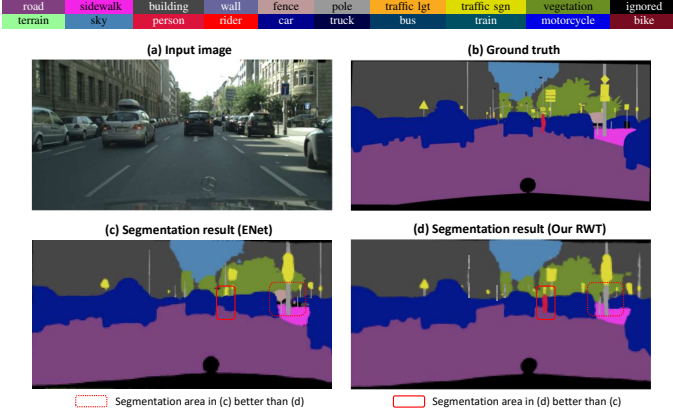 road sidewalk building wall fence pole traffic lgt traffic sgn vegetation ignored
terrain sky person rider car truck bus train motorcycle bike
(a) Input image (b) Ground truth
(c) Segmentation result (ENet) (d) Segmentation result (Our RWT)
Segmentation area in (c) better than (d) Segmentation area in (d) better than (c)